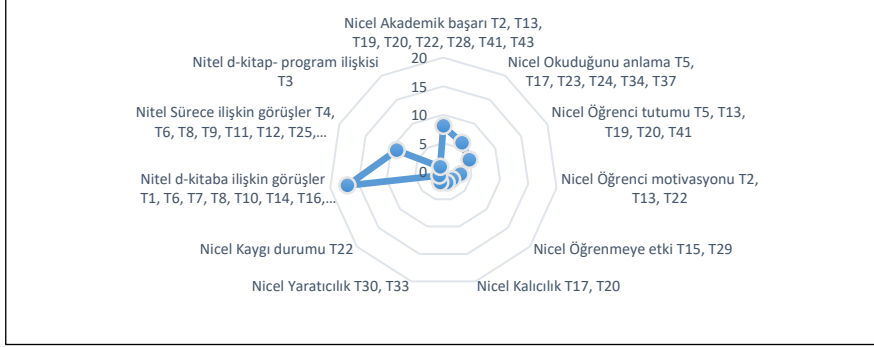 Nicel Akademik başarı T2, T13,
T19, T20, T22, T28, T41, T43
Nicel Okuduğunu anlama T5,
T17, T23, T24, T34, T37
Nicel Öğrenci tutumu T5, T13,
T19, T20, T41
Nicel Öğrenci motivasyonu T2,
T13, T22
Nicel Öğrenmeye etki T15, T29
Nicel Kalıcılık T17, T20
Nicel Yaratıcılık T30, T33
Nicel Kaygı durumu T22
Nitel d-kitaba ilişkin görüşler
T1, T6, T7, T8, T10, T14, T16,…
Nitel Sürece ilişkin görüşler T4,
T6, T8, T9, T11, T12, T25,…
Nitel d-kitap- program ilişkisi
T3
20
15
10
5
0